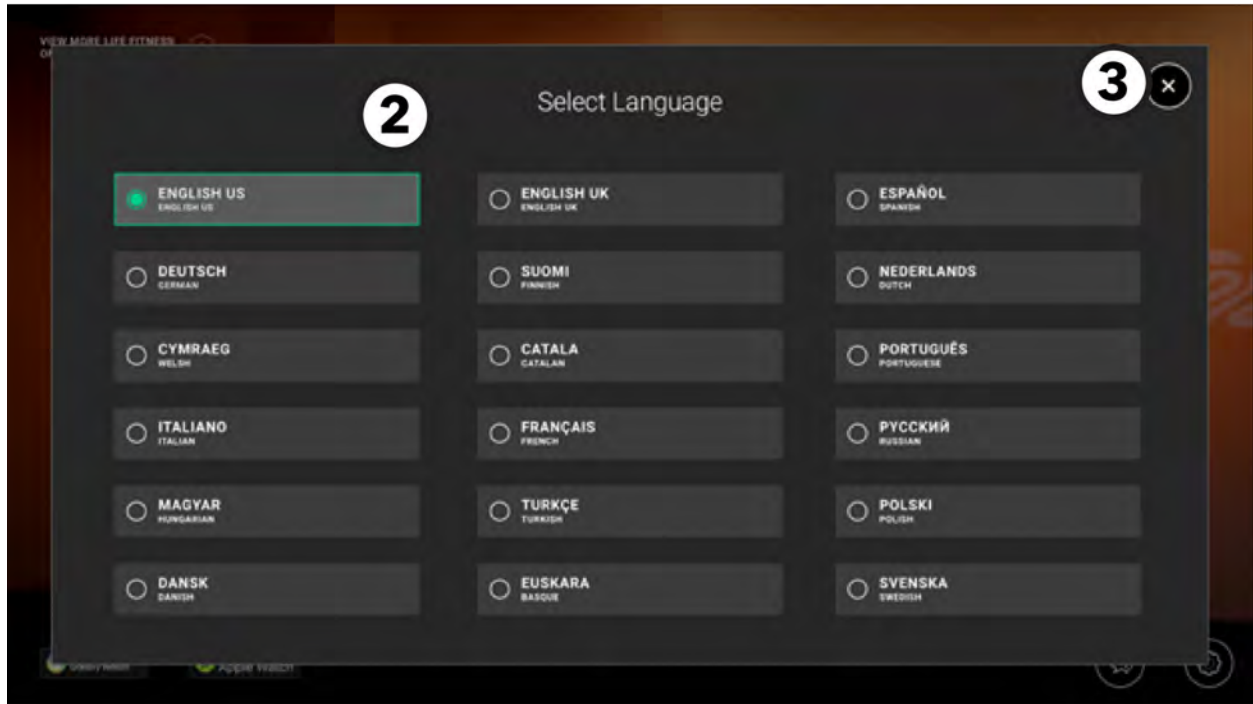 VIEW MORE LIFE FITNESS
2
Select Language
3
ENGLISH US
ENGLISH US
ENGLISH UK
ENGLISH UK
ESPAÑOL
SPANISH
DEUTSCH
GERMAN
SUOMI
FINNISH
NEDERLANDS
DUTCH
CYMRAEG
WELSH
CATALA
CATALAN
PORTUGUÊS
PORTUGUESE
ITALIANO
ITALIAN
FRANÇAIS
FRENCH
РУССКИЙ
RUSSIAN
MAGYAR
HUNGARIAN
TURKÇE
TURKISH
POLSKI
POLISH
DANSK
DANISH
EUSKARA
BASQUE
SVENSKA
SWEDISH
Apple Watch